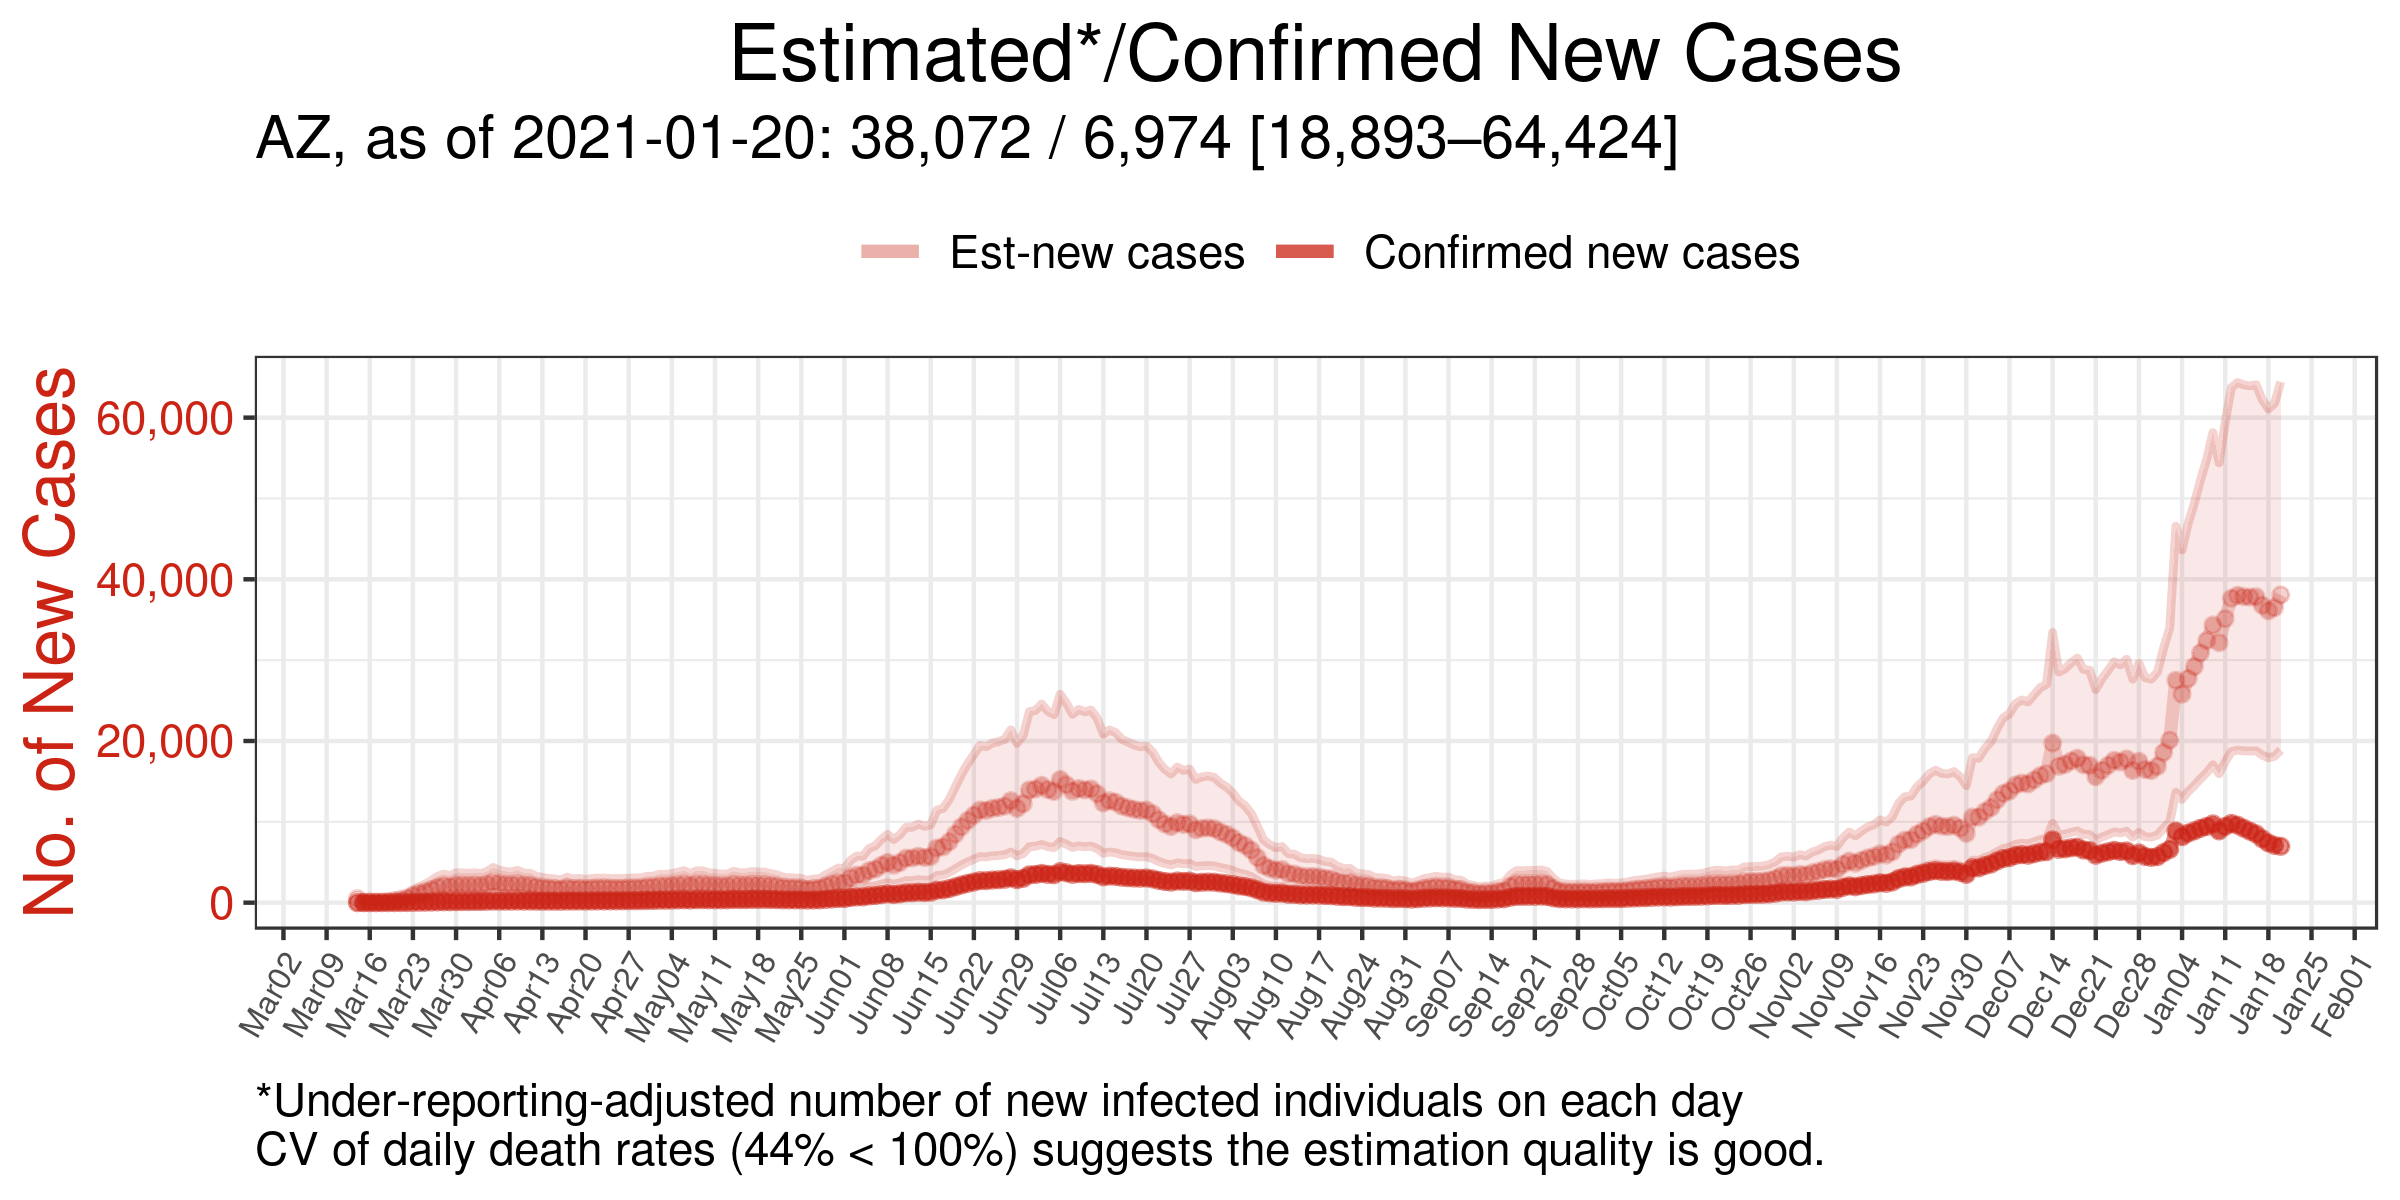 Estimated*/Confirmed New Cases
AZ, as of 2021-01-20: 38,072 / 6,974 [18,893–64,424]
Est-new cases Confirmed new cases
No. of New Cases
60,000
40,000
20,000
0
Mar02 Mar09 Mar16 Mar23 Mar30 Apr06 Apr13 Apr20 Apr27 May04 May11 May18 May25 Jun01 Jun08 Jun15 Jun22 Jun29 Jul06 Jul13 Jul20 Jul27 Aug03 Aug10 Aug17 Aug24 Aug31 Sep07 Sep14 Sep21 Sep28 Oct05 Oct12 Oct19 Oct26 Nov02 Nov09 Nov16 Nov23 Nov30 Dec07 Dec14 Dec21 Dec28 Jan04 Jan11 Jan18 Jan25 Feb01
*Under-reporting-adjusted number of new infected individuals on each day
CV of daily death rates (44% < 100%) suggests the estimation quality is good.